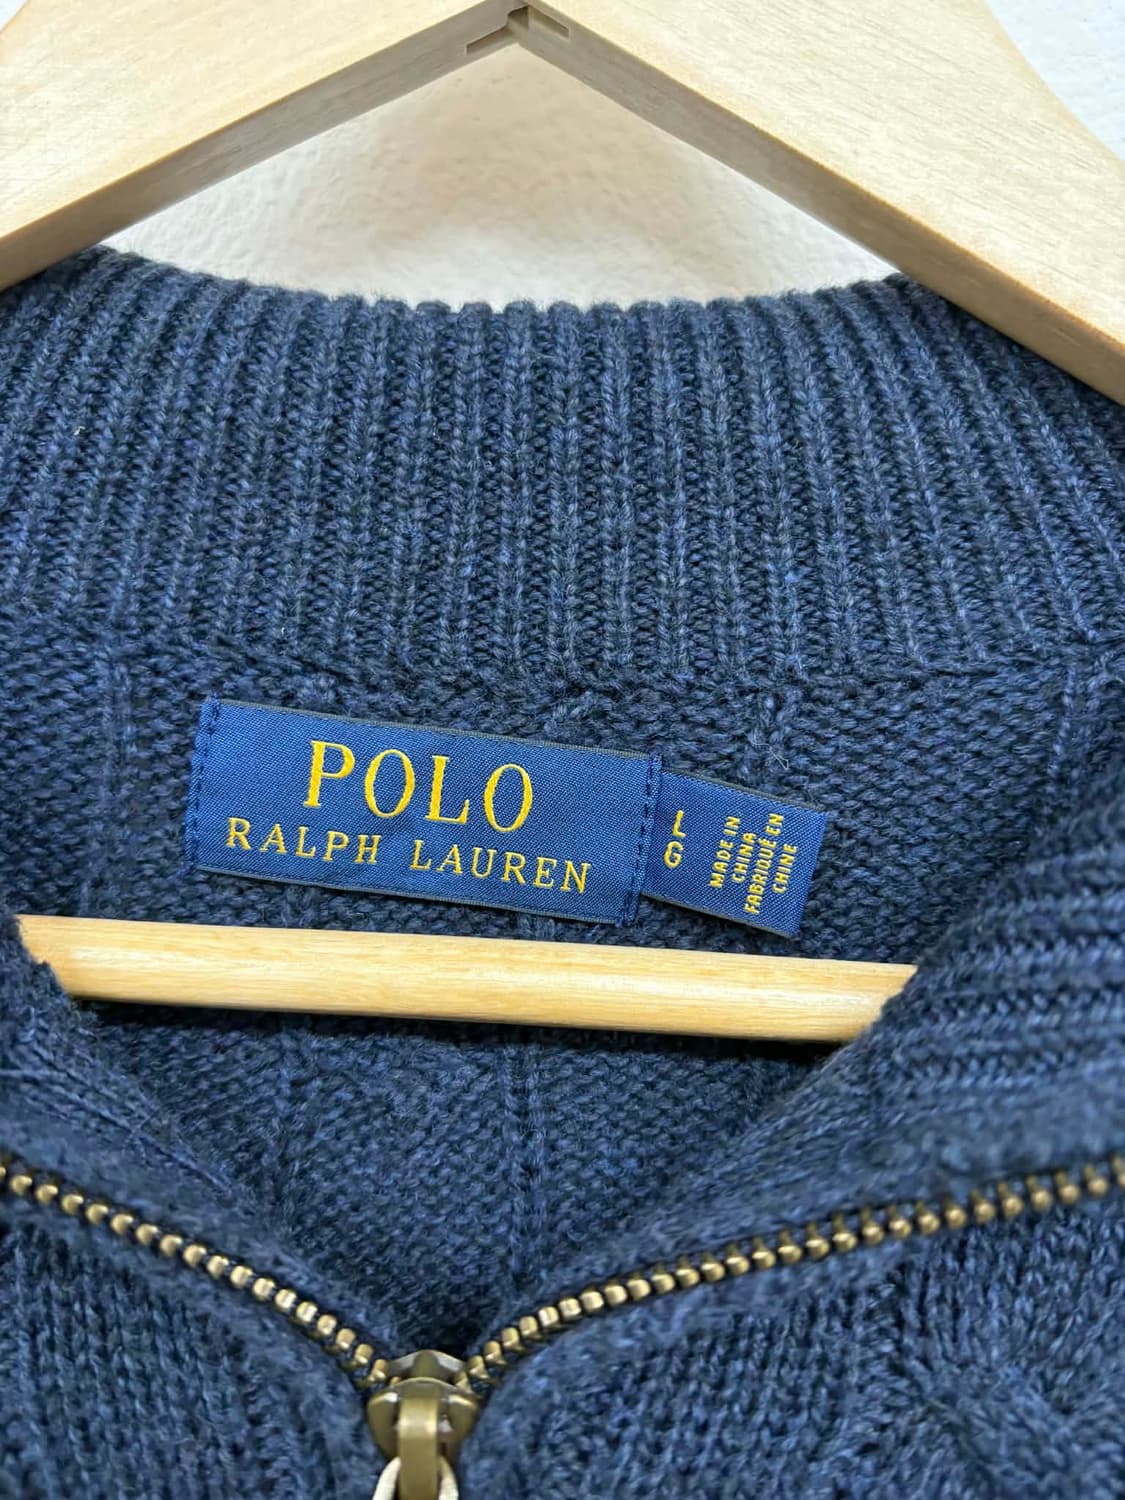 POLO
RALPH LAUREN
L
G
MADE IN
CHINA
FABRIQUÉ EN
CHINE